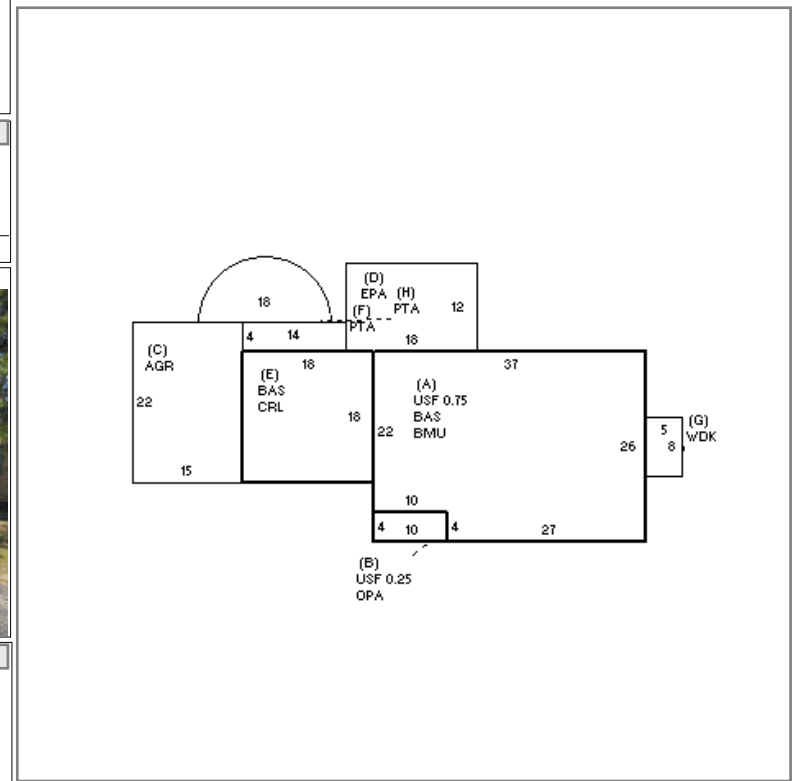 (D)
EPA
(H)
PTA
12
18
(F)
PTA
4
14
18
(C)
AGR
22
15
18
(E)
BAS
CRL
18
37
(A)
USF 0.75
BAS
BMU
22
26
5
8
(G)
WDK
10
4
10
4
27
(B)
USF 0.25
OPA